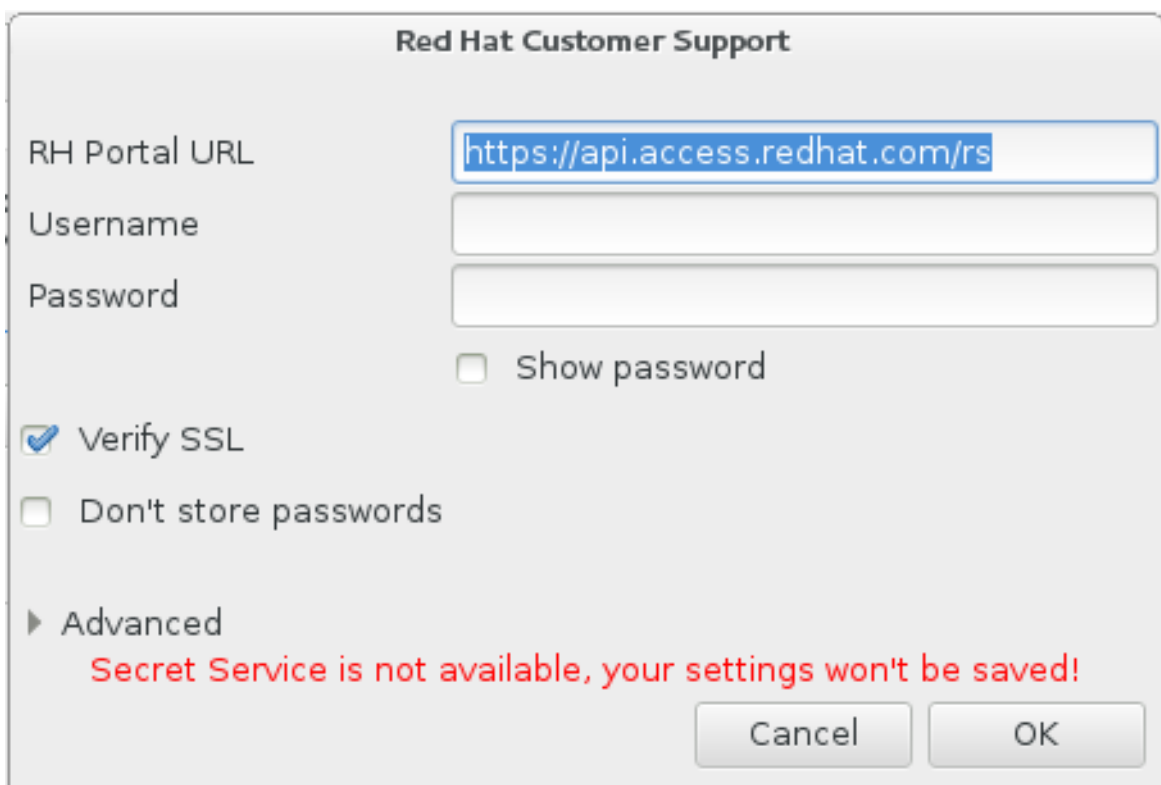 Red Hat Customer Support
RH Portal URL https://api.access.redhat.com/rs
Username
Password
Show password
Verify SSL
Don't store passwords
Advanced
Secret Service is not available, your settings won't be saved!
Cancel OK